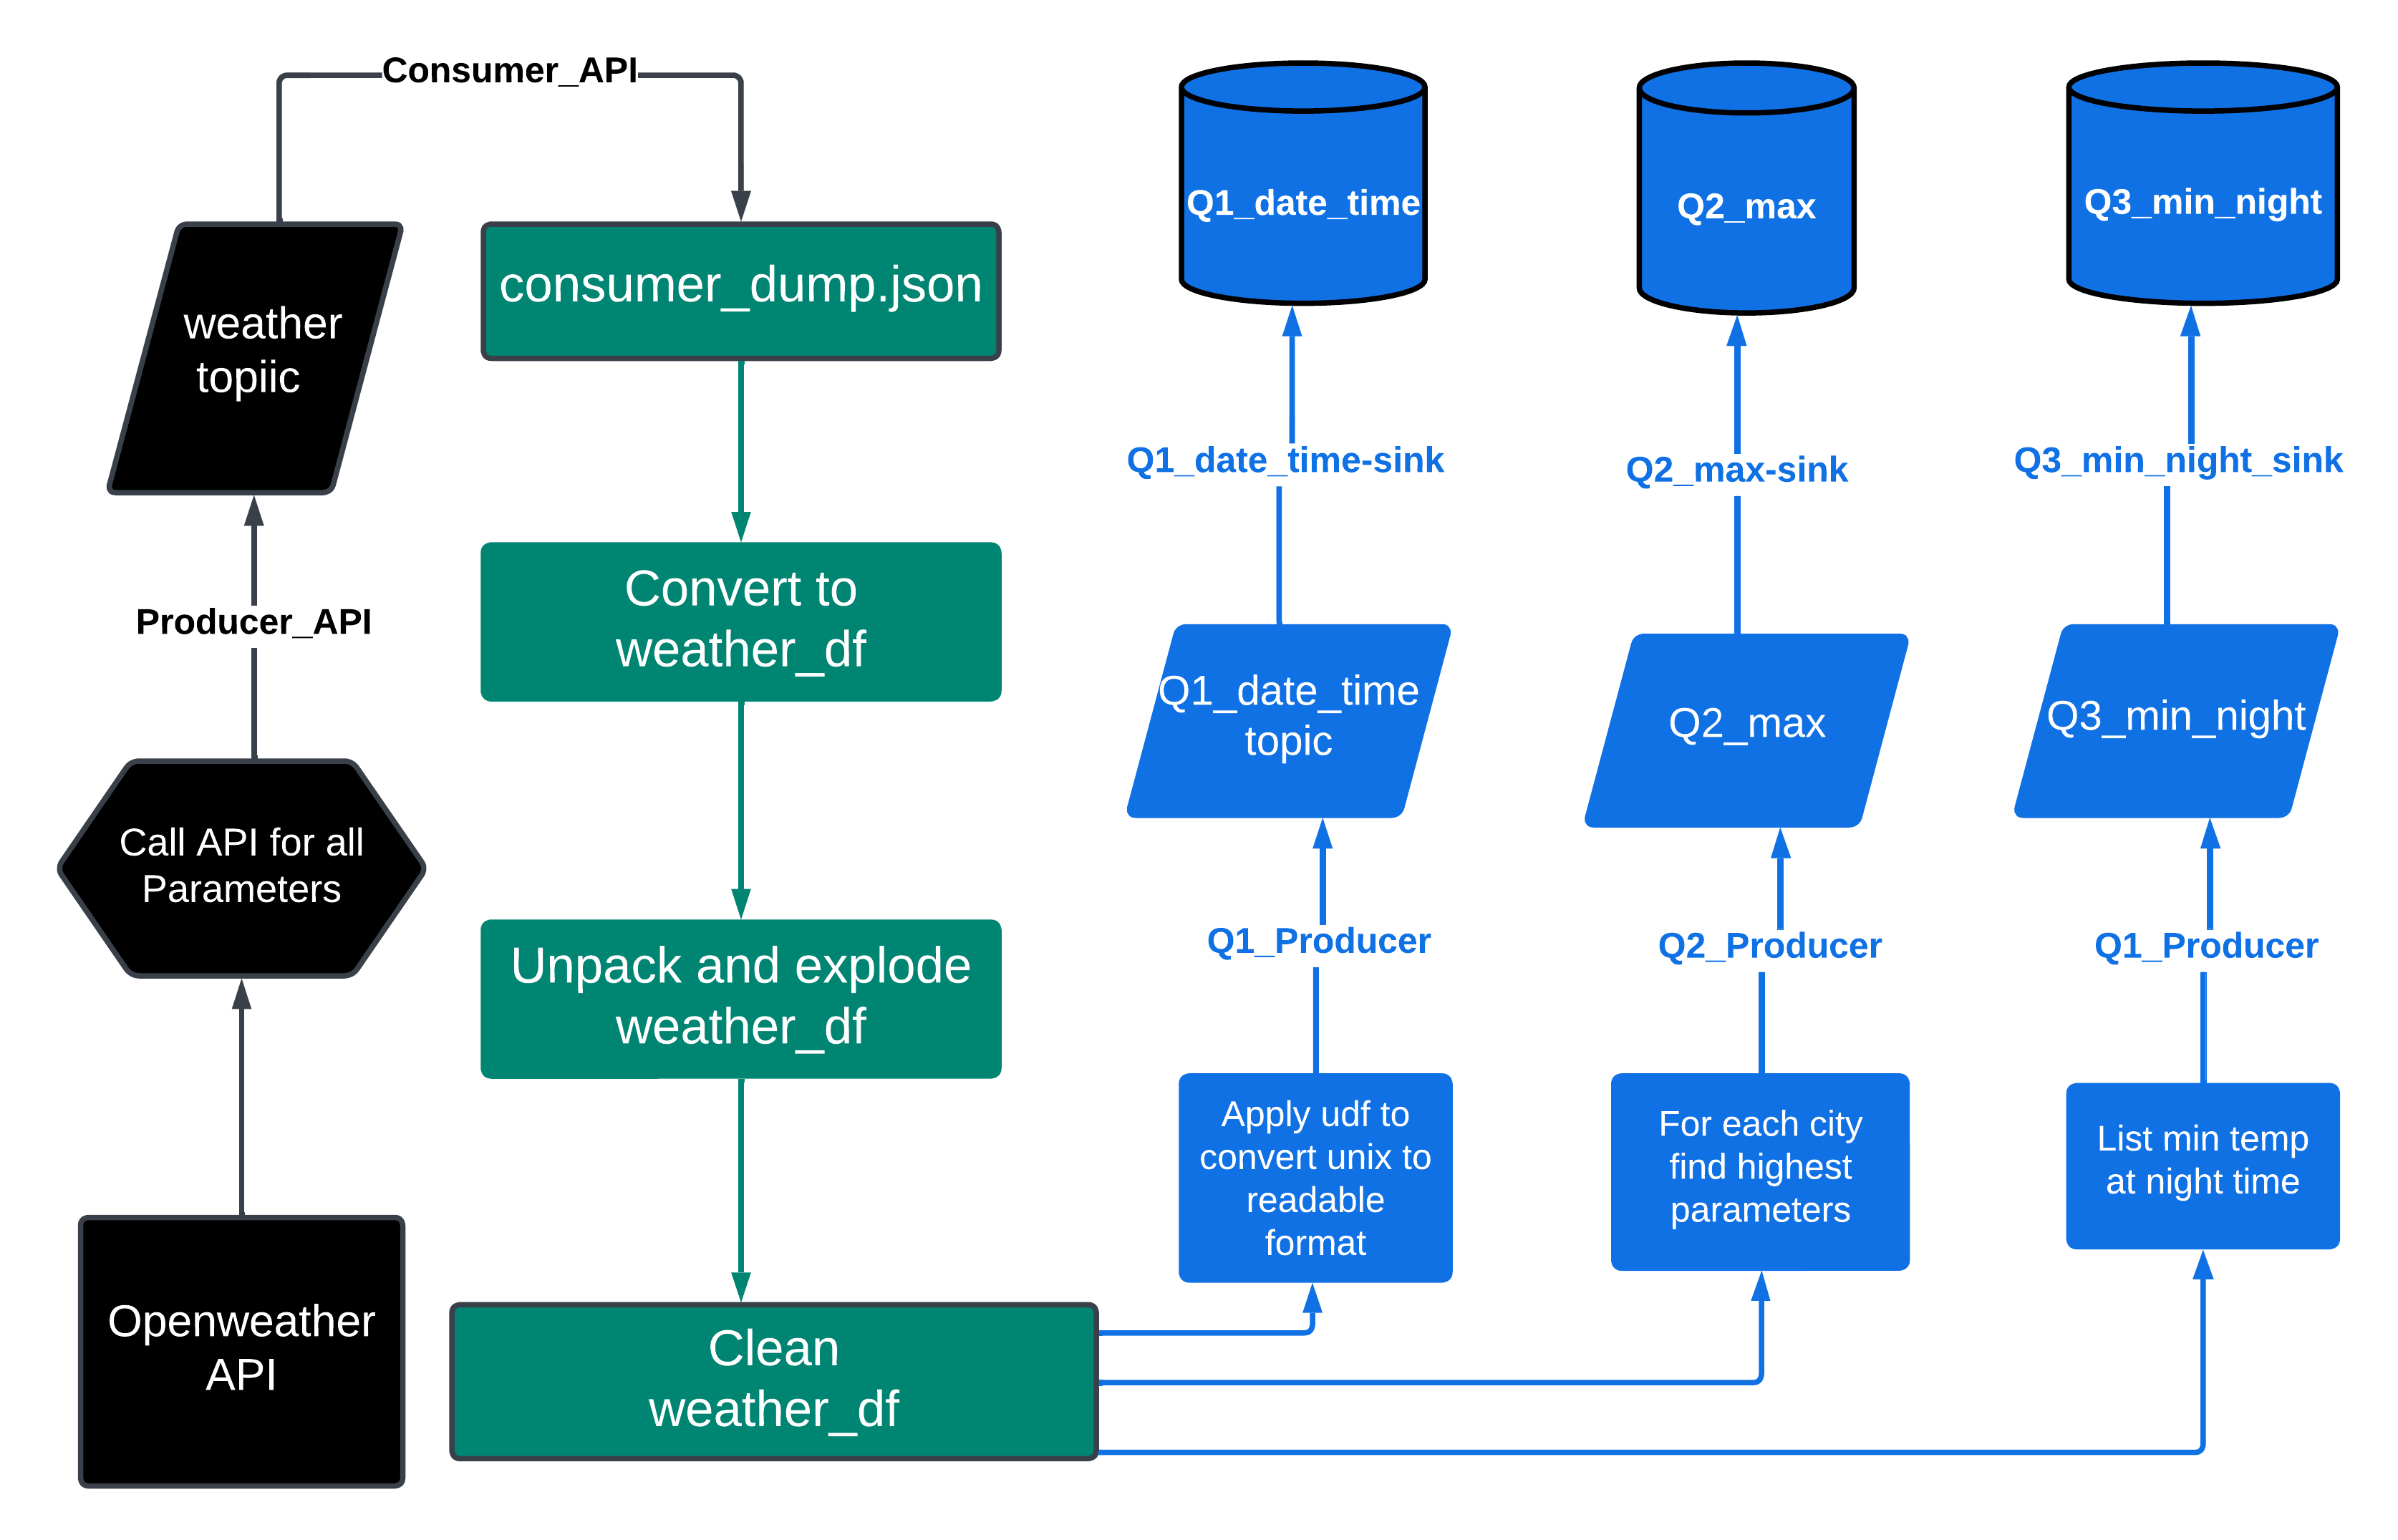 Consumer_API
weather
topiic
Producer_API
Call API for all
Parameters
Openweather
API
consumer_dump.json
Convert to
weather_df
Unpack and explode
weather_df
Clean
weather_df
Q1_date_time
Q1_date_time-sink
Q1_date_time
topic
Q1_Producer
Apply udf to
convert unix to
readable
format
Q2_max
Q2_max-sink
Q2_max
Q2_Producer
For each city
find highest
parameters
Q3_min_night
Q3_min_night_sink
Q3_min_night
Q1_Producer
List min temp
at night time